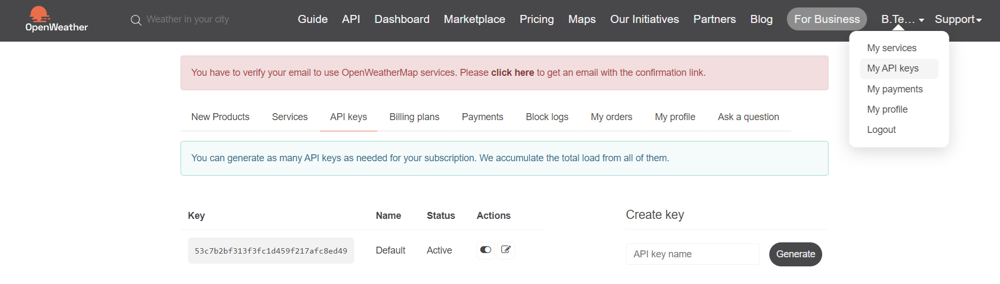 OpenWeather
Weather in your city
Guide API Dashboard Marketplace Pricing Maps Our Initiatives Partners Blog For Business B.Te... Support
My services
My API keys
My payments
My profile
Logout
You have to verify your email to use OpenWeatherMap services. Please click here to get an email with the confirmation link.
New Products Services API keys Billing plans Payments Block logs My orders My profile Ask a question
You can generate as many API keys as needed for your subscription. We accumulate the total load from all of them.
Key Name Status Actions
53c7b2bf313f3fc1d459f217afc8ed49 Default Active
Create key
API key name Generate